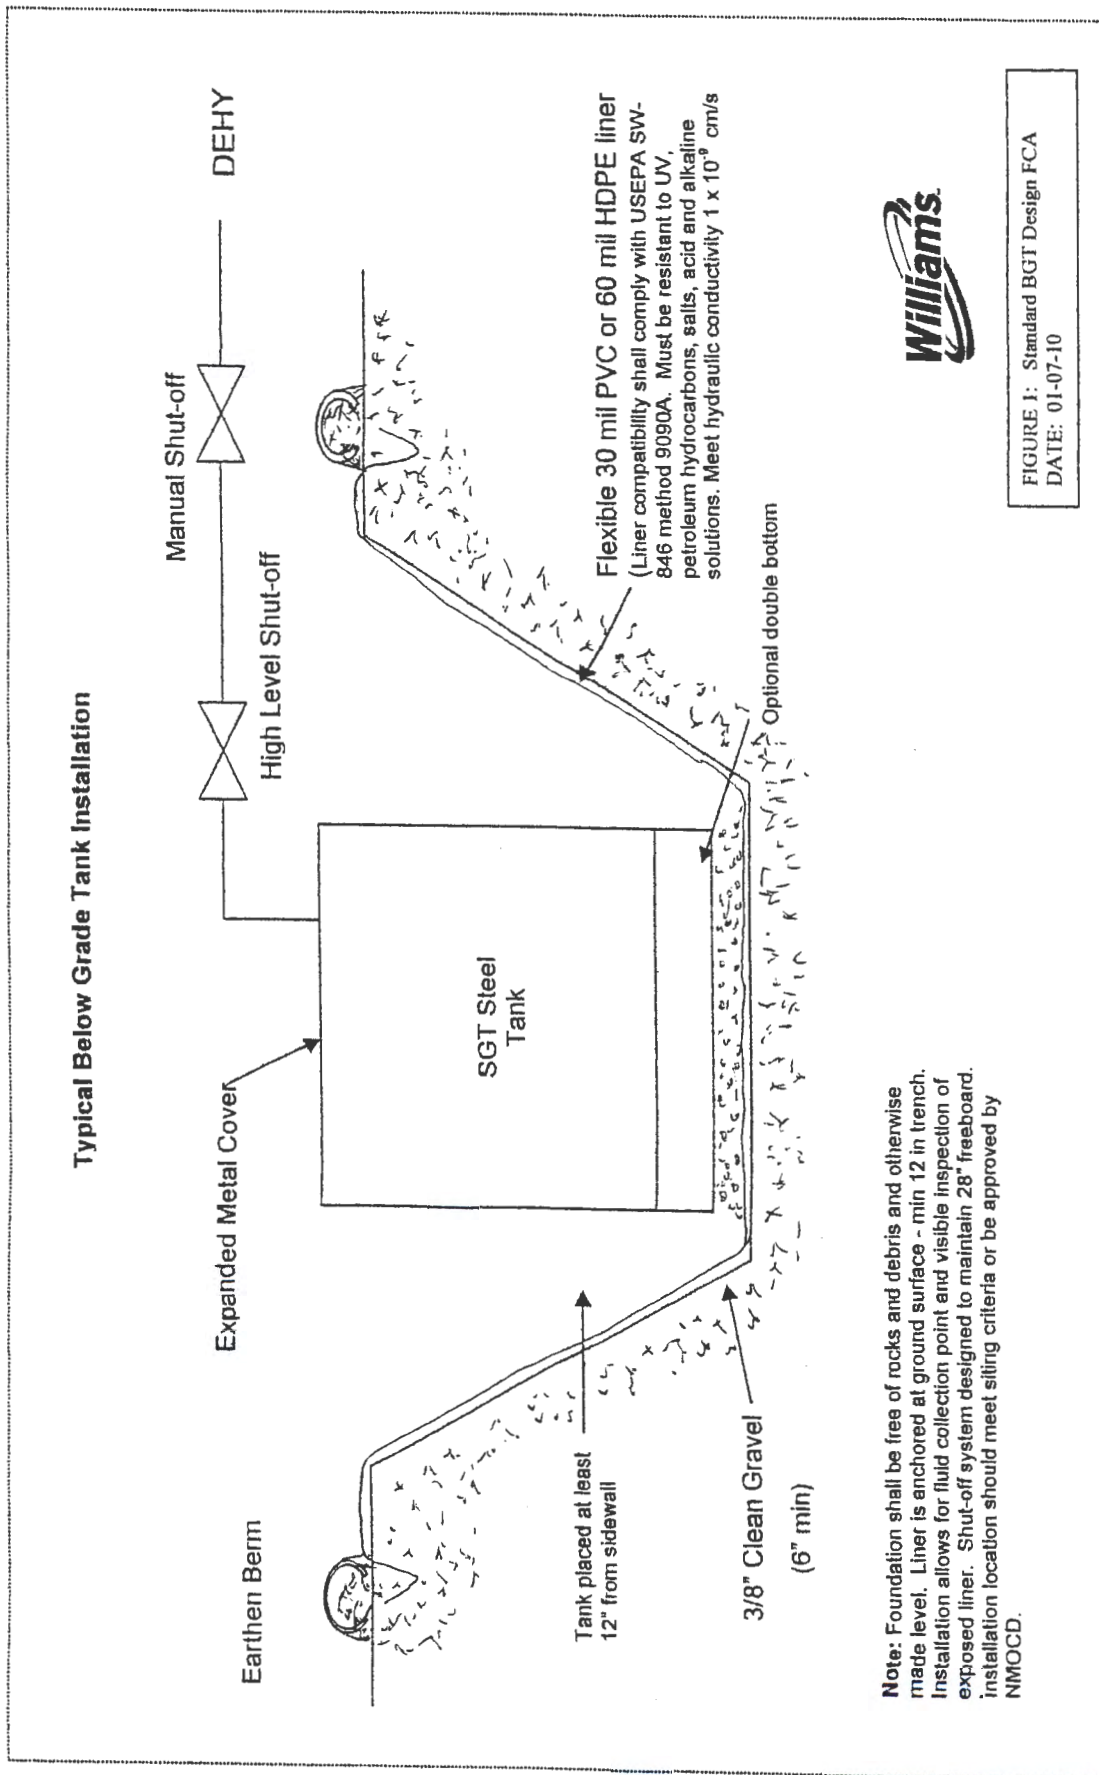 Typical Below Grade Tank Installation
DEHY
Manual Shut-off
High Level Shut-off
Expanded Metal Cover
Earthen Berm
SGT Steel
Tank
Tank placed at least
12" from sidewall
3/8" Clean Gravel
(6" min)
Flexible 30 mil PVC or 60 mil HDPE liner
(Liner compatibility shall comply with USEPA SW-
846 method 9090A. Must be resistant to UV,
petroleum hydrocarbons, salts, acid and alkaline
solutions. Meet hydraulic conductivity 1 x 10⁻⁹ cm/s
Optional double bottom
Note: Foundation shall be free of rocks and debris and otherwise
made level. Liner is anchored at ground surface - min 12 in trench.
Installation allows for fluid collection point and visible inspection of
exposed liner. Shut-off system designed to maintain 28" freeboard.
installation location should meet siting criteria or be approved by
NMOCD.
Williams
FIGURE 1: Standard BGT Design FCA
DATE: 01-07-10